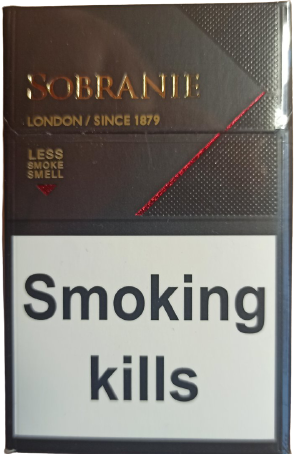 SOBRANIE
LONDON / SINCE 1879
LESS
SMOKE
SMELL
Smoking
kills